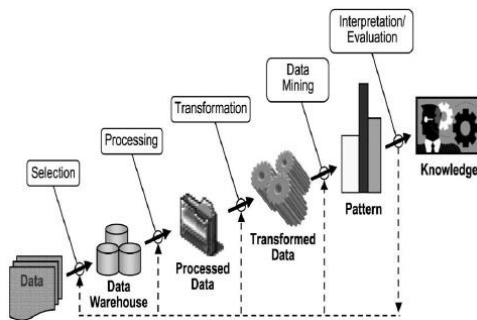 Interpretation/
Evaluation
Data
Mining
Transformation
Processing
Selection
Knowledge
Pattern
Transformed
Data
Processed
Data
Data
Warehouse
Data